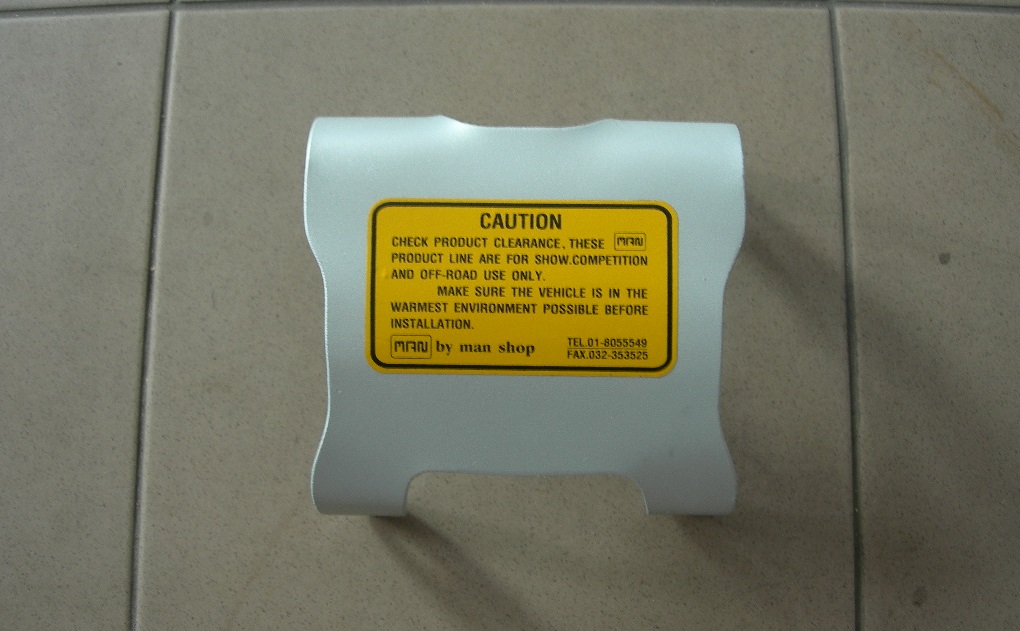 CAUTION
CHECK PRODUCT CLEARANCE, THESE MAN
PRODUCT LINE ARE FOR SHOW.COMPETITION
AND OFF-ROAD USE ONLY.
MAKE SURE THE VEHICLE IS IN THE
WARMEST ENVIRONMENT POSSIBLE BEFORE
INSTALLATION.
MAN by man shop
TEL.01-8055549
FAX.032-353525